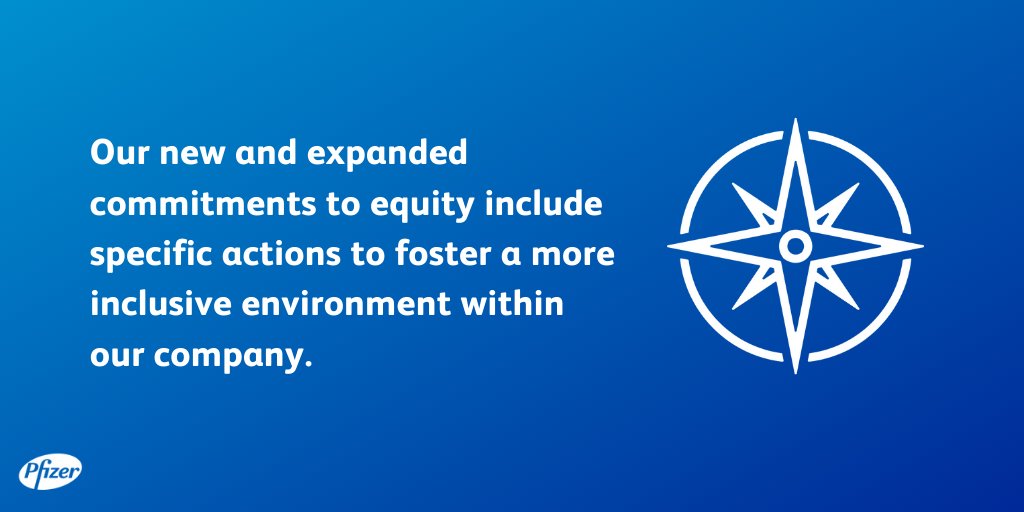 Our new and expanded
commitments to equity include
specific actions to foster a more
inclusive environment within
our company.
Pfizer